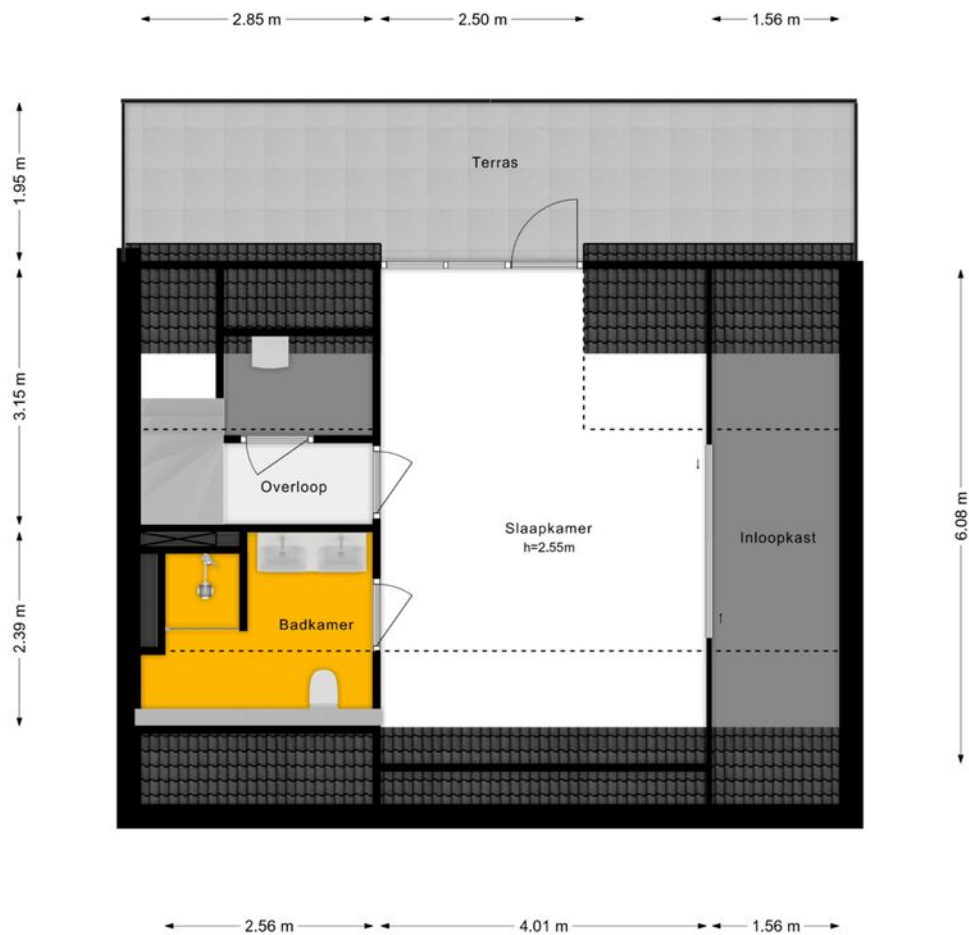 2.85 m
2.50 m
1.56 m
Terras
1.95 m
3.15 m
Overloop
Slaapkamer
h=2.55m
Inloopkast
6.08 m
Badkamer
2.39 m
2.56 m
4.01 m
1.56 m